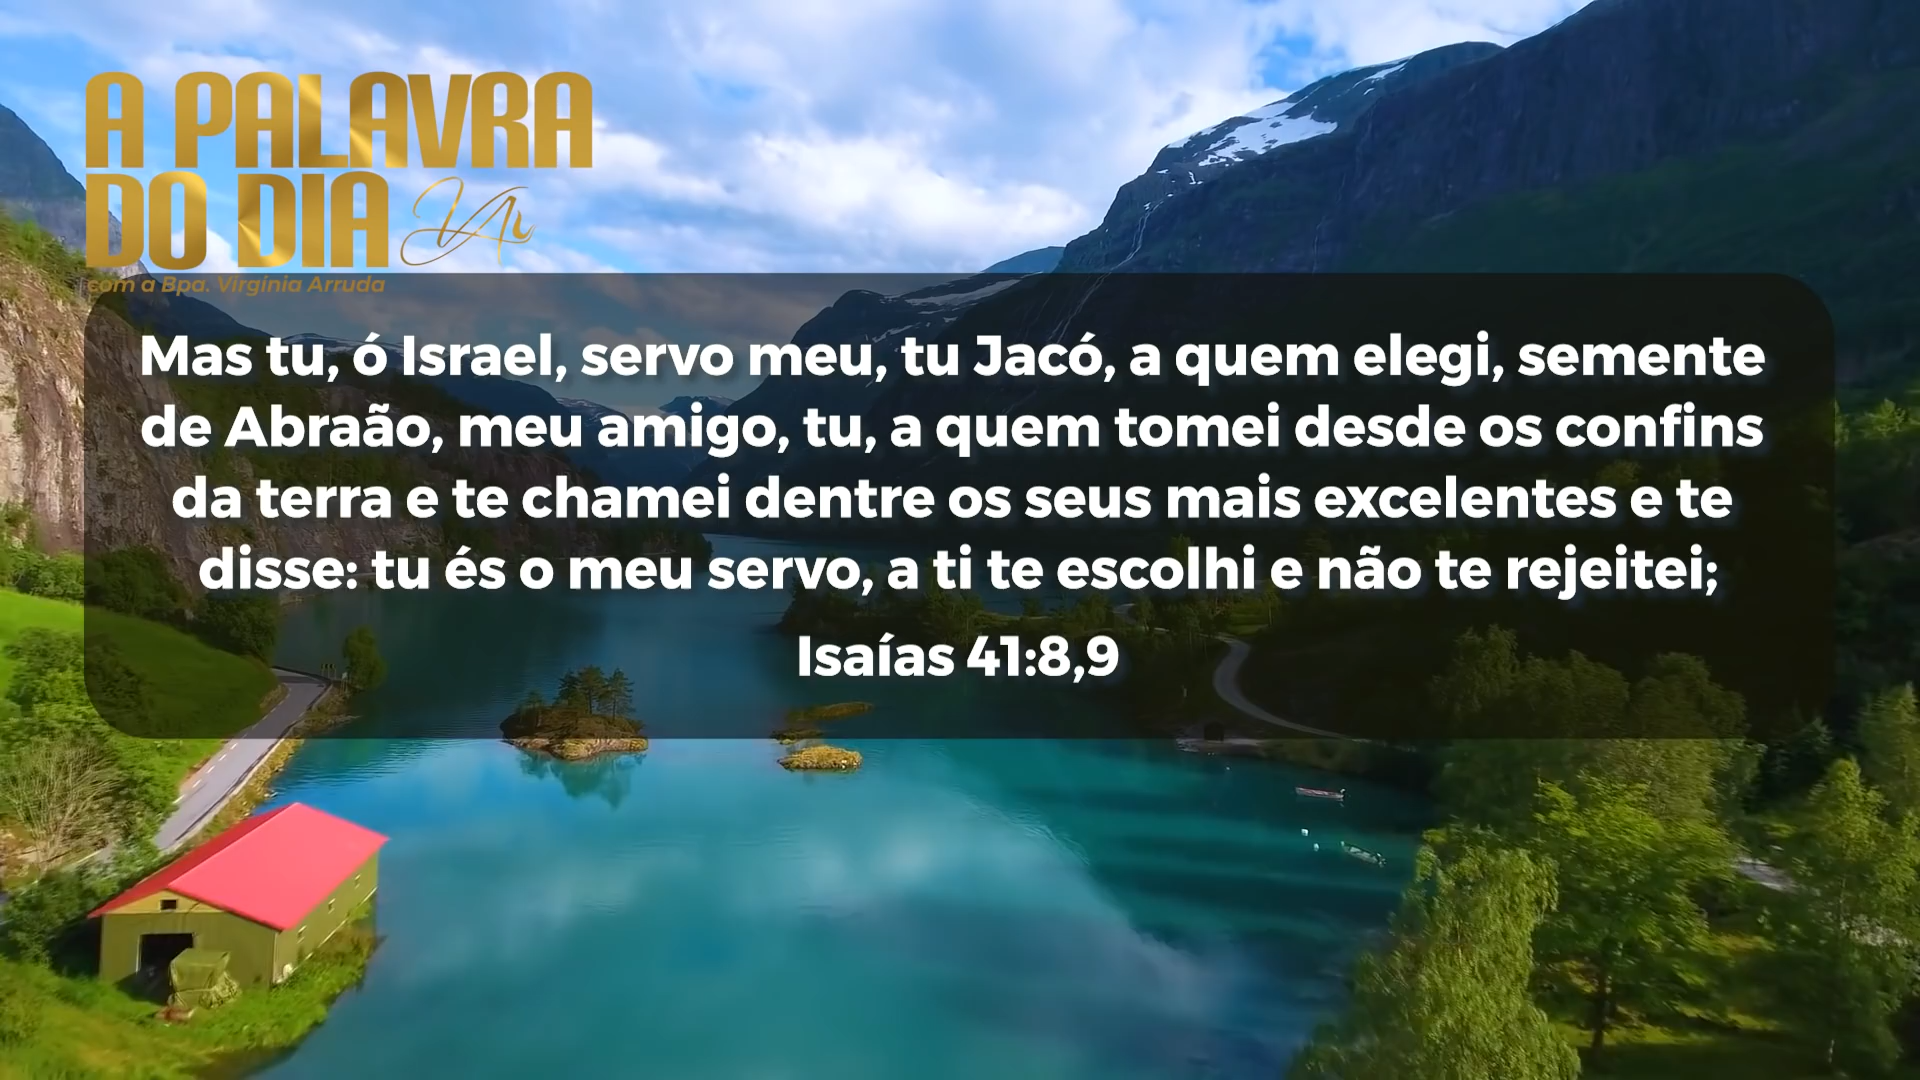 A PALAVRA
DO DIA
com a Bpa. Virgínia Arruda
Mas tu, ó Israel, servo meu, tu Jacó, a quem elegi, semente
de Abraão, meu amigo, tu, a quem tomei desde os confins
da terra e te chamei dentre os seus mais excelentes e te
disse: tu és o meu servo, a ti te escolhi e não te rejeitei;
Isaías 41:8,9